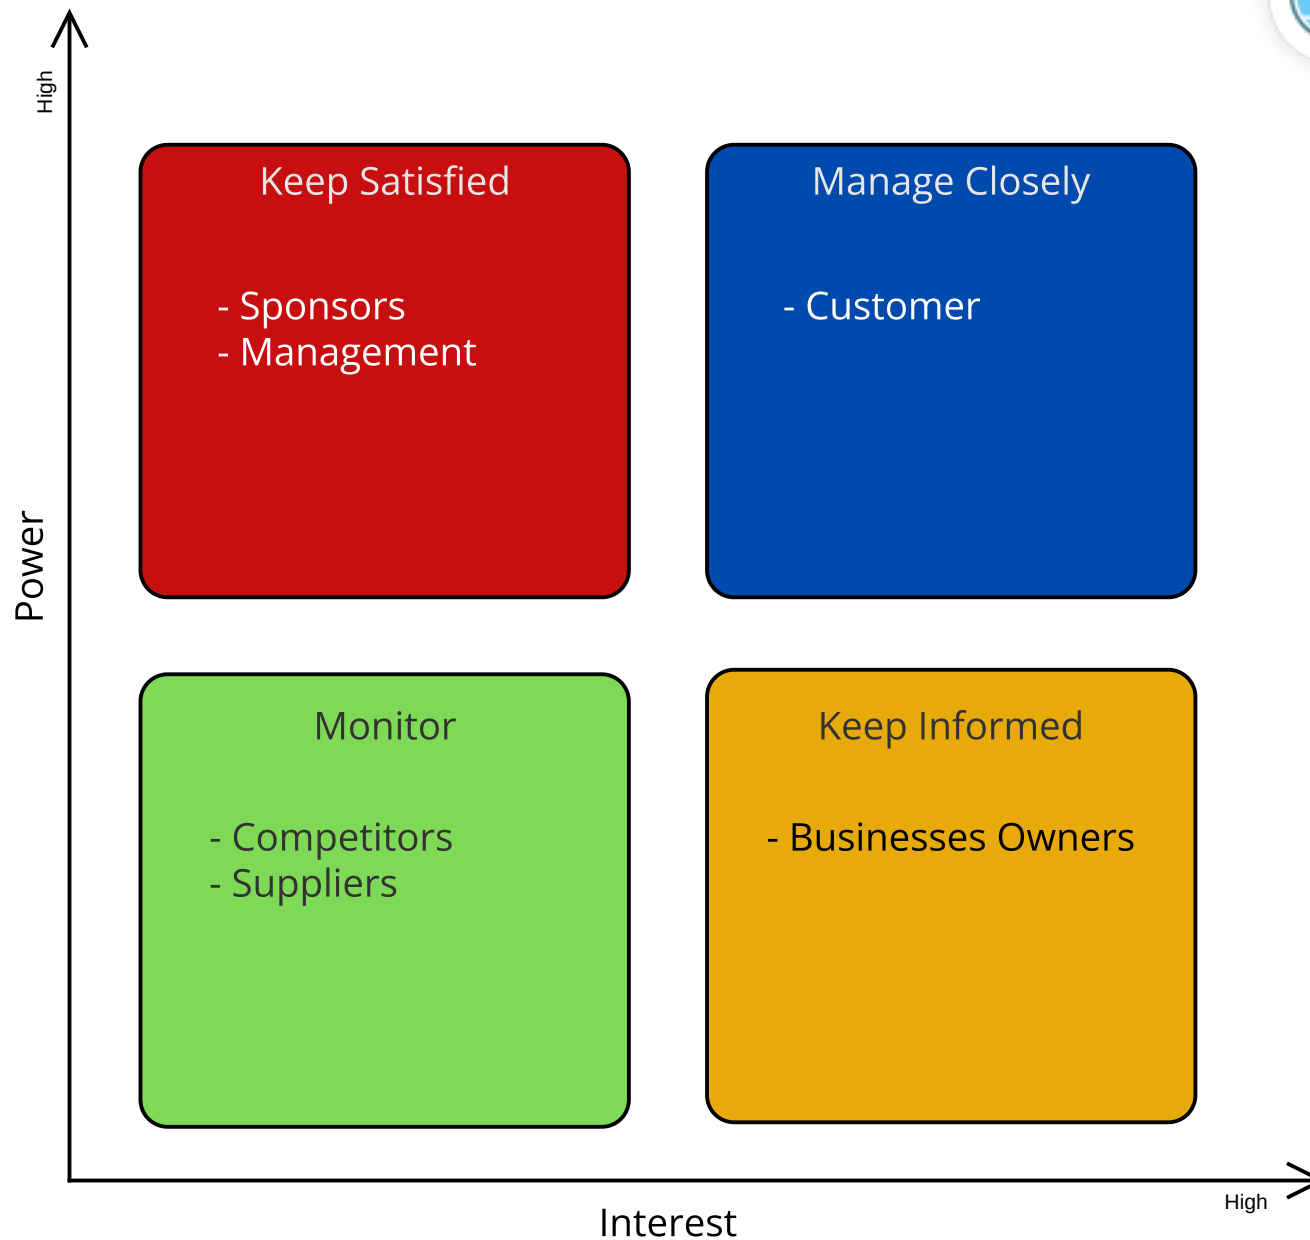 High
Keep Satisfied
- Sponsors
- Management
Manage Closely
- Customer
Power
Monitor
- Competitors
- Suppliers
Keep Informed
- Businesses Owners
High
Interest